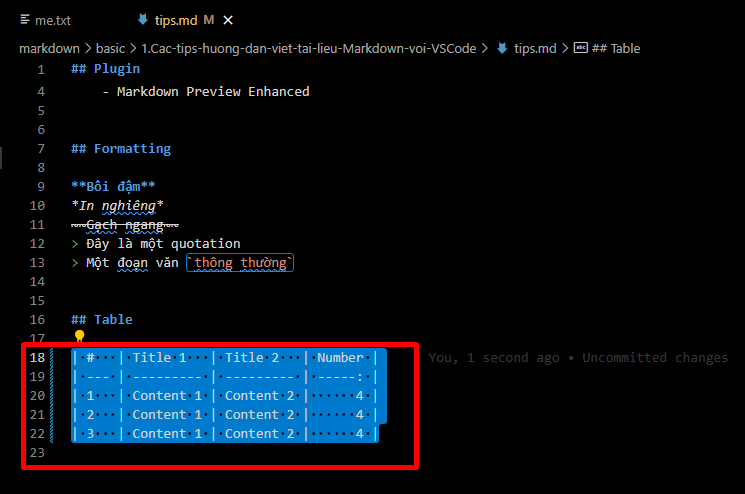 me.txt
tips.md M
markdown > basic > 1.Cac-tips-huong-dan-viet-tai-lieu-Markdown-voi-VSCode > tips.md > ## Table
1 ## Plugin
4 - Markdown Preview Enhanced
5
6
7 ## Formatting
8
9 **Bôi đậm**
10 *In nghiêng*
11 ~~Gạch ngang~~
12 > Đây là một quotation
13 > Một đoạn văn `thông thường`
14
15
16 ## Table
17
18 | # | Title 1 | Title 2 | Number | You, 1 second ago • Uncommitted changes
19 | --- | --------- | --------- | -----: |
20 | 1 | Content 1 | Content 2 | 4 |
21 | 2 | Content 1 | Content 2 | 4 |
22 | 3 | Content 1 | Content 2 | 4 |
23